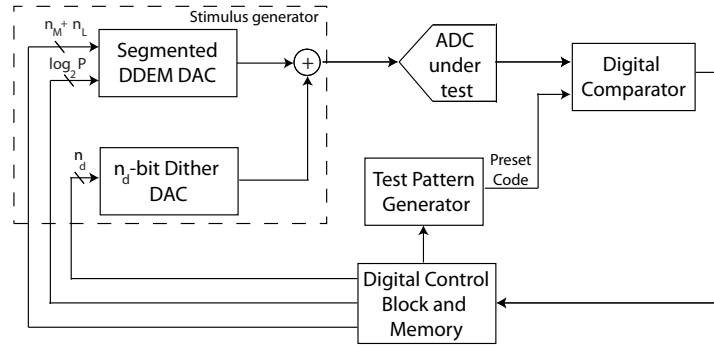 Stimulus generator
n_M + n_L
log_2 P
Segmented
DDEM DAC
+
ADC
under
test
Digital
Comparator
n_d
n_d-bit Dither
DAC
Test Pattern
Generator
Preset
Code
Digital Control
Block and
Memory